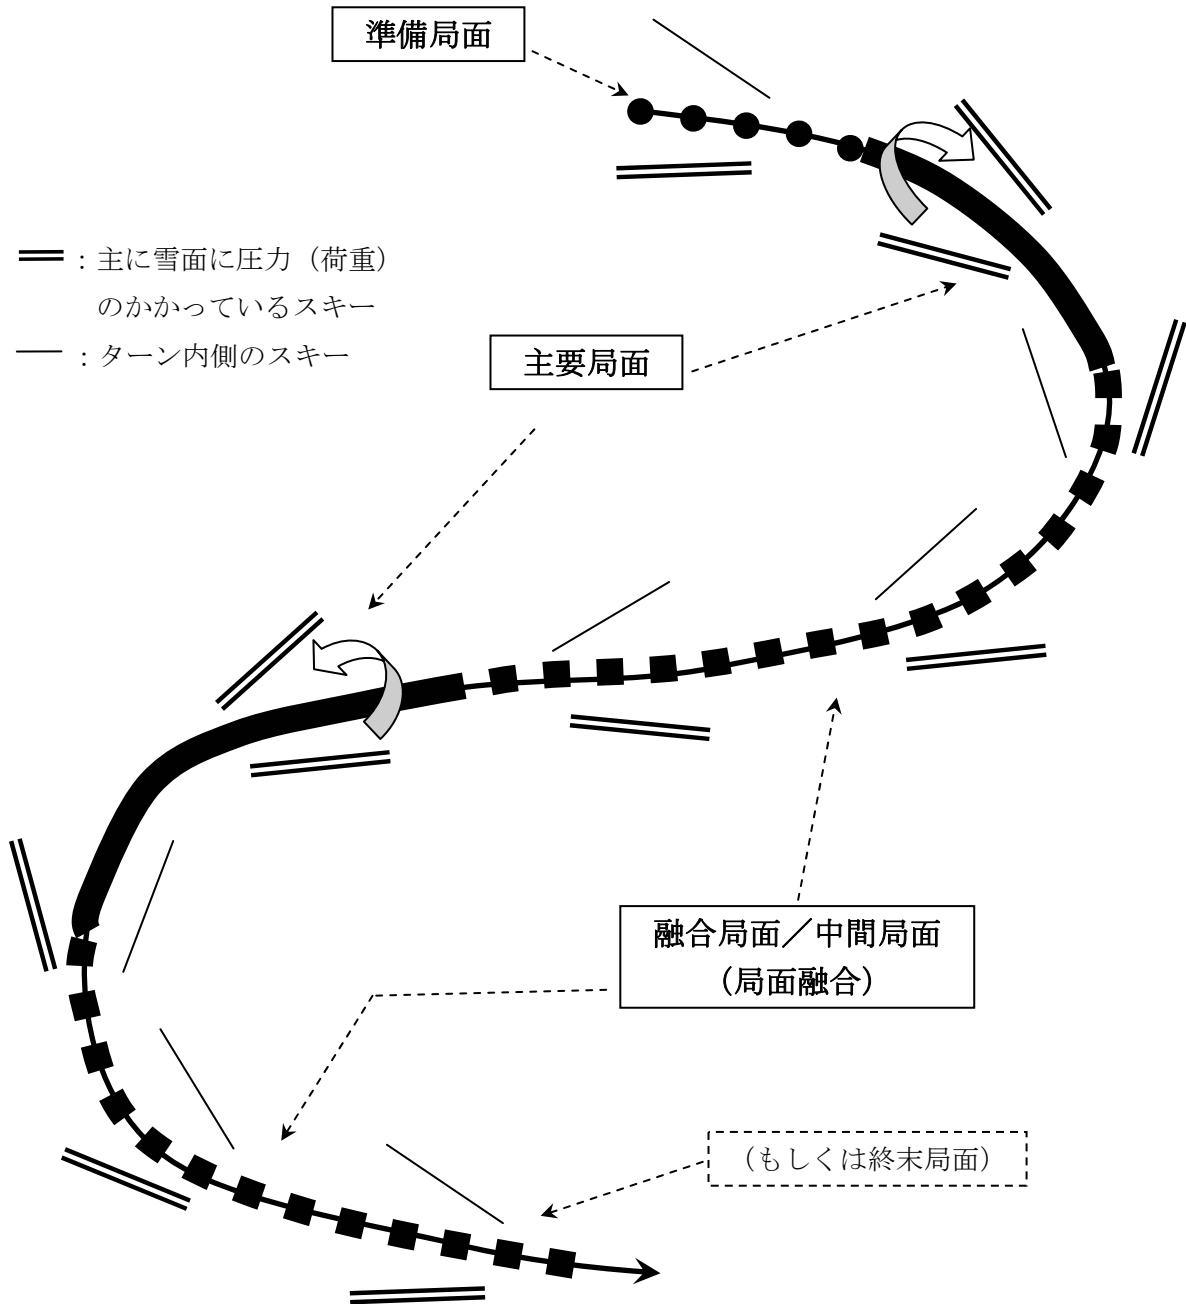 準備局面
：主に雪面に圧力（荷重）
のかかっているスキー
：ターン内側のスキー
主要局面
融合局面／中間局面
（局面融合）
（もしくは終末局面）